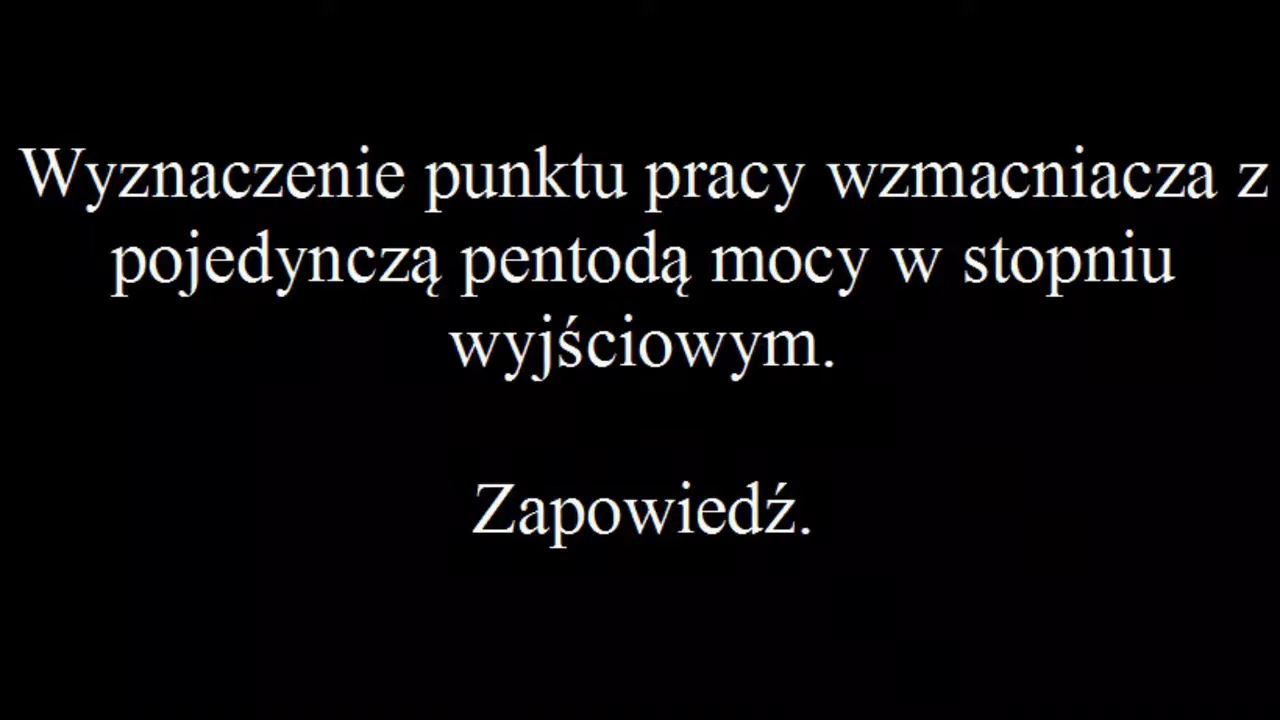 Wyznaczenie punktu pracy wzmacniacza z
pojedynczą pentodą mocy w stopniu
wyjściowym.
Zapowiedź.